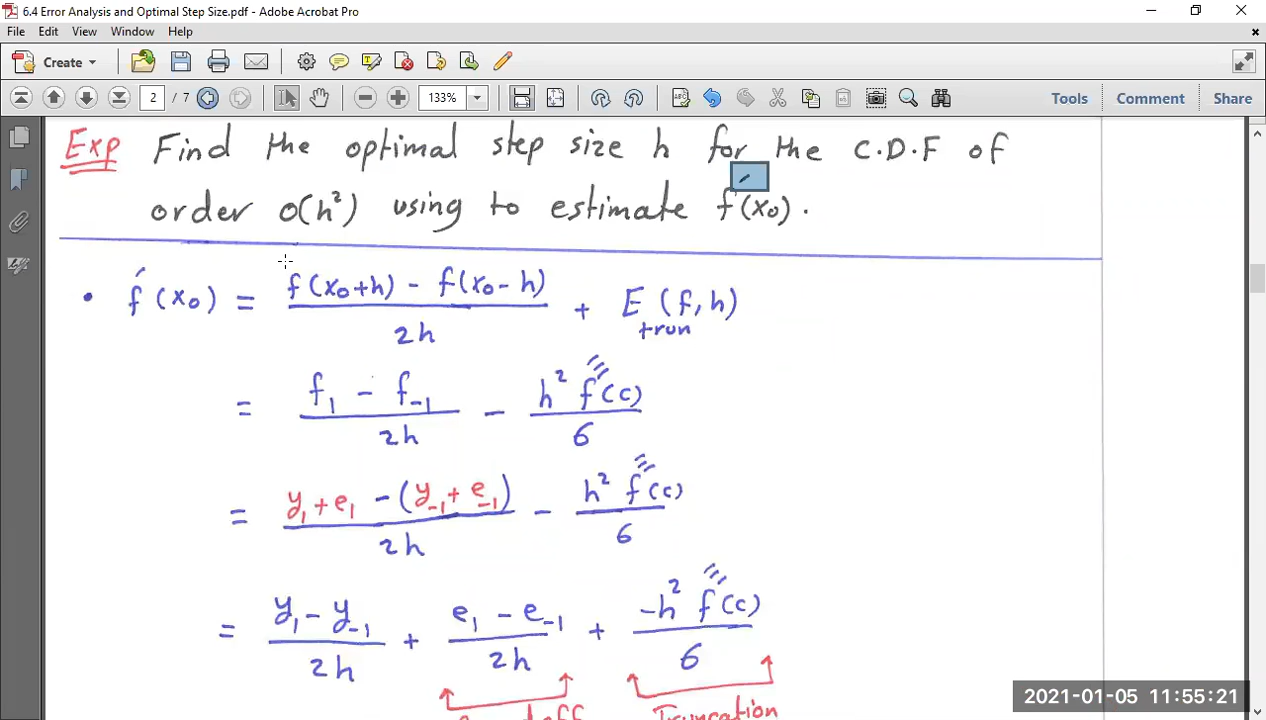 6.4 Error Analysis and Optimal Step Size.pdf - Adobe Acrobat Pro
File Edit View Window Help
Create
2 / 7 133% Tools Comment Share
Exp Find the optimal step size h for the C.D.F of
order O(h²) using to estimate f′(x₀).
• f′(x₀) = (f(x₀+h) - f(x₀-h)) / 2h + E_trun (f,h)
= (f₁ - f₋₁) / 2h - h² f‴(c) / 6
= (y₁ + e₁ - (y₋₁ + e₋₁)) / 2h - h² f‴(c) / 6
= (y₁ - y₋₁) / 2h + (e₁ - e₋₁) / 2h + -h² f‴(c) / 6
Truncation
2021-01-05 11:55:21